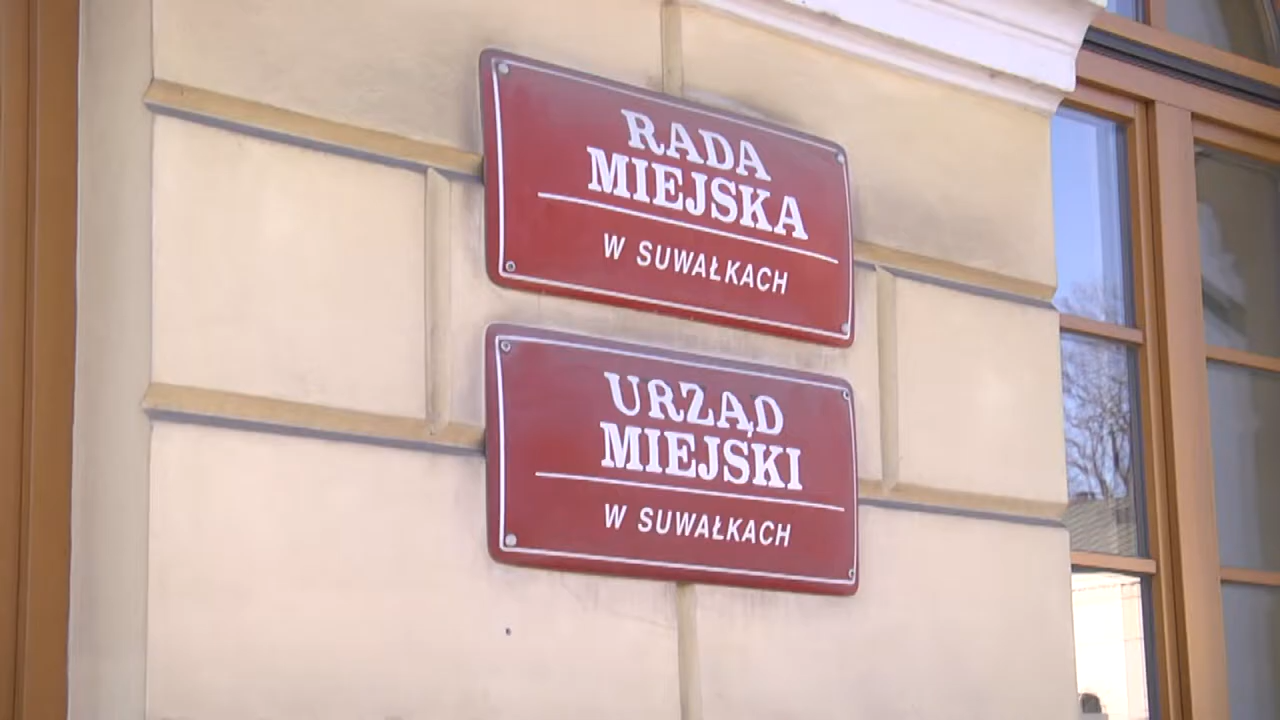 RADA
MIEJSKA
W SUWAŁKACH
URZĄD
MIEJSKI
W SUWAŁKACH